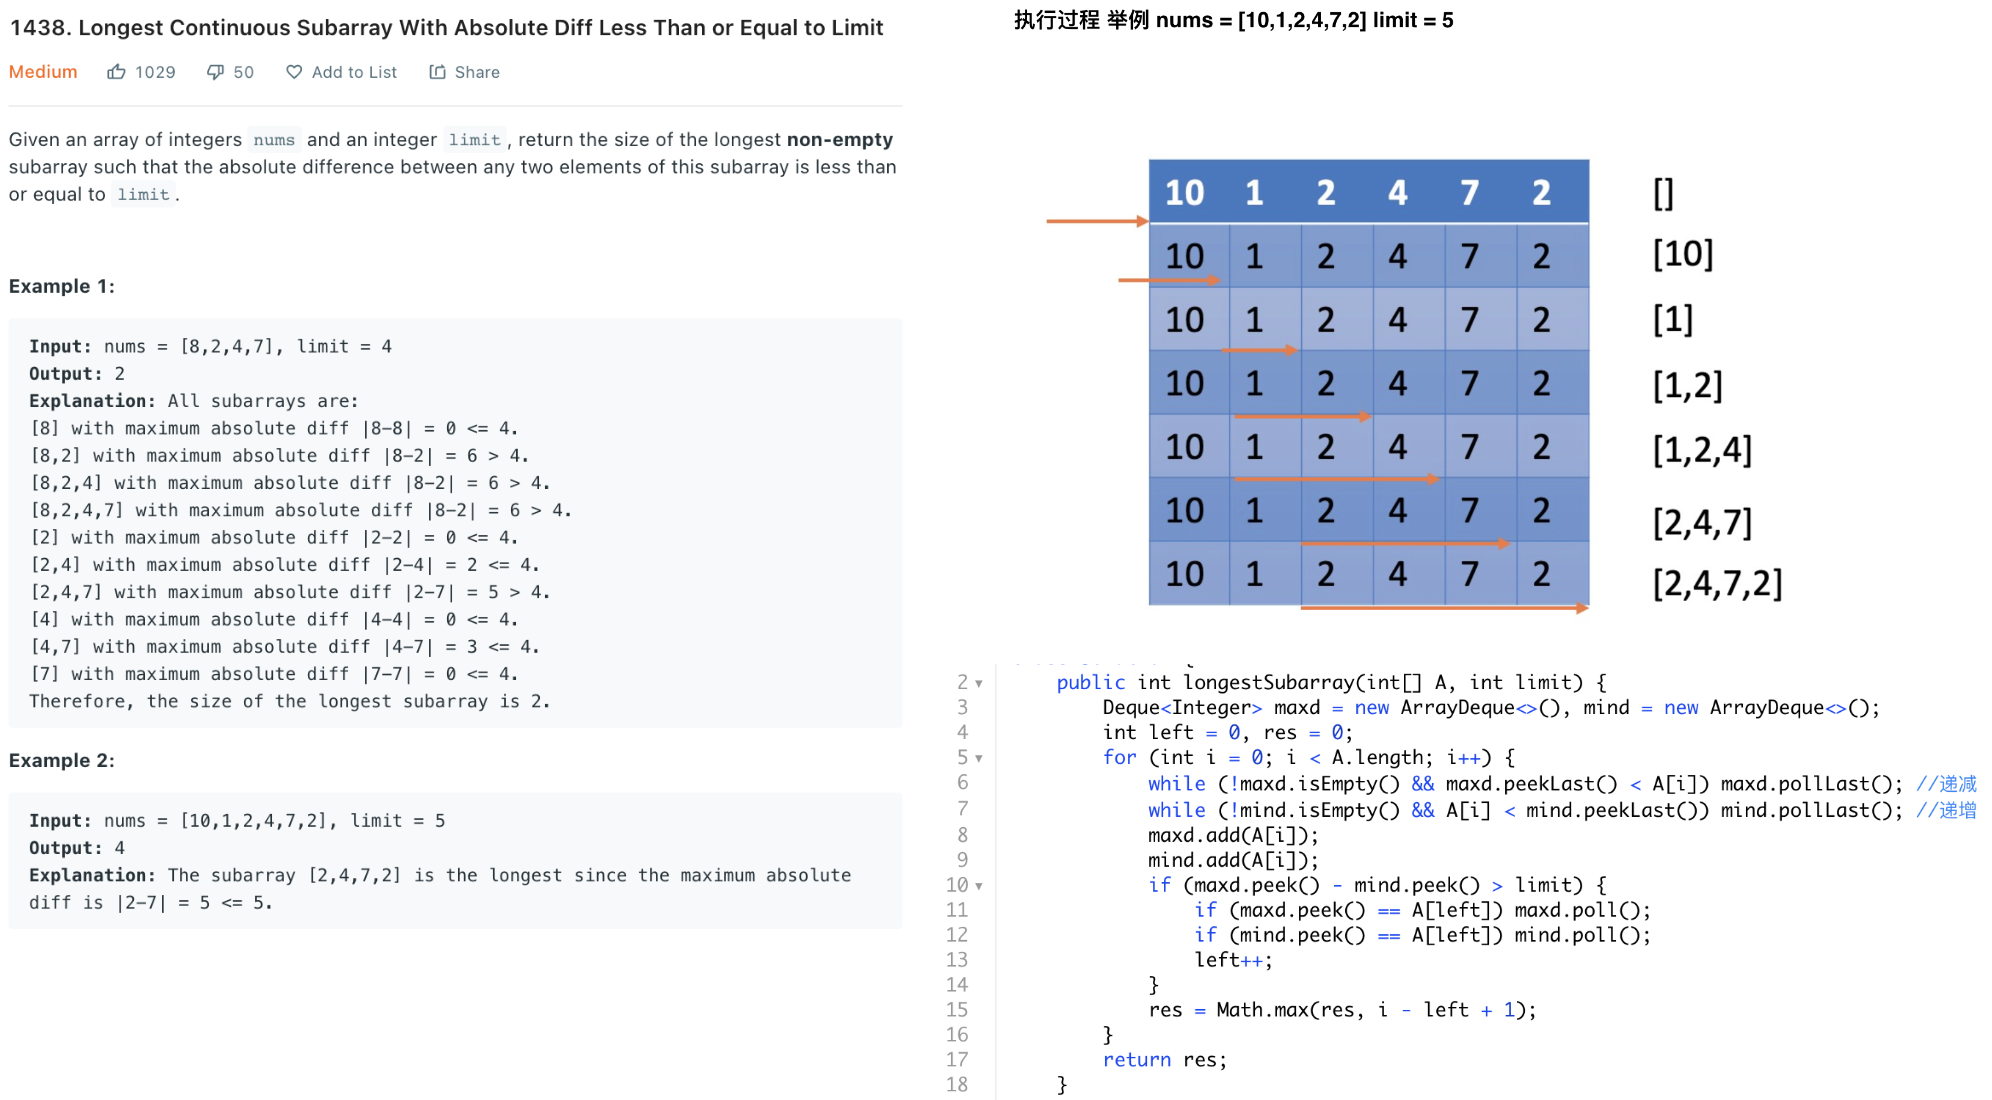 1438. Longest Continuous Subarray With Absolute Diff Less Than or Equal to Limit
Medium 1029 50 Add to List Share
Given an array of integers nums and an integer limit, return the size of the longest non-empty
subarray such that the absolute difference between any two elements of this subarray is less than
or equal to limit.
Example 1:
Input: nums = [8,2,4,7], limit = 4
Output: 2
Explanation: All subarrays are:
[8] with maximum absolute diff |8-8| = 0 <= 4.
[8,2] with maximum absolute diff |8-2| = 6 > 4.
[8,2,4] with maximum absolute diff |8-2| = 6 > 4.
[8,2,4,7] with maximum absolute diff |8-2| = 6 > 4.
[2] with maximum absolute diff |2-2| = 0 <= 4.
[2,4] with maximum absolute diff |2-4| = 2 <= 4.
[2,4,7] with maximum absolute diff |2-7| = 5 > 4.
[4] with maximum absolute diff |4-4| = 0 <= 4.
[4,7] with maximum absolute diff |4-7| = 3 <= 4.
[7] with maximum absolute diff |7-7| = 0 <= 4.
Therefore, the size of the longest subarray is 2.
Example 2:
Input: nums = [10,1,2,4,7,2], limit = 5
Output: 4
Explanation: The subarray [2,4,7,2] is the longest since the maximum absolute
diff is |2-7| = 5 <= 5.
执行过程 举例 nums = [10,1,2,4,7,2] limit = 5
10 1 2 4 7 2 []
10 1 2 4 7 2 [10]
10 1 2 4 7 2 [1]
10 1 2 4 7 2 [1,2]
10 1 2 4 7 2 [1,2,4]
10 1 2 4 7 2 [2,4,7]
10 1 2 4 7 2 [2,4,7,2]
2 public int longestSubarray(int[] A, int limit) {
3 Deque<Integer> maxd = new ArrayDeque<>(), mind = new ArrayDeque<>();
4 int left = 0, res = 0;
5 for (int i = 0; i < A.length; i++) {
6 while (!maxd.isEmpty() && maxd.peekLast() < A[i]) maxd.pollLast(); //递减
7 while (!mind.isEmpty() && A[i] < mind.peekLast()) mind.pollLast(); //递增
8 maxd.add(A[i]);
9 mind.add(A[i]);
10 if (maxd.peek() - mind.peek() > limit) {
11 if (maxd.peek() == A[left]) maxd.poll();
12 if (mind.peek() == A[left]) mind.poll();
13 left++;
14 }
15 res = Math.max(res, i - left + 1);
16 }
17 return res;
18 }